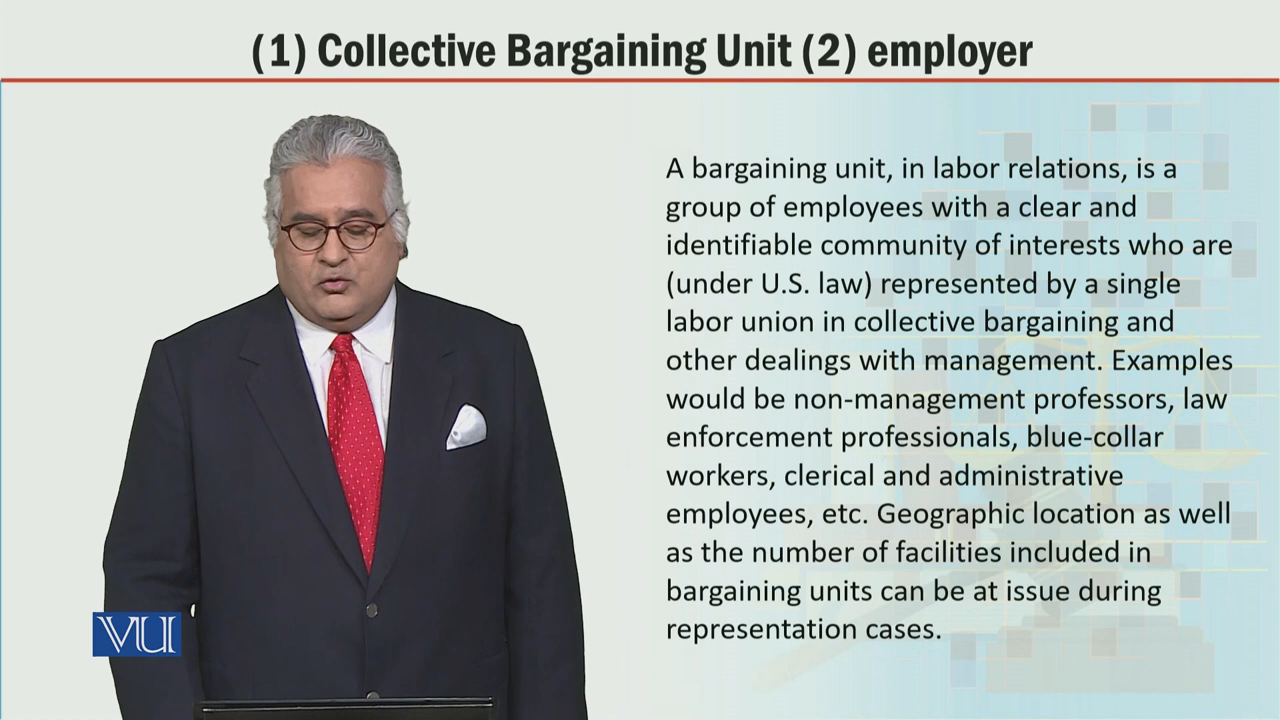 (1) Collective Bargaining Unit (2) employer
A bargaining unit, in labor relations, is a
group of employees with a clear and
identifiable community of interests who are
(under U.S. law) represented by a single
labor union in collective bargaining and
other dealings with management. Examples
would be non-management professors, law
enforcement professionals, blue-collar
workers, clerical and administrative
employees, etc. Geographic location as well
as the number of facilities included in
bargaining units can be at issue during
representation cases.
VU